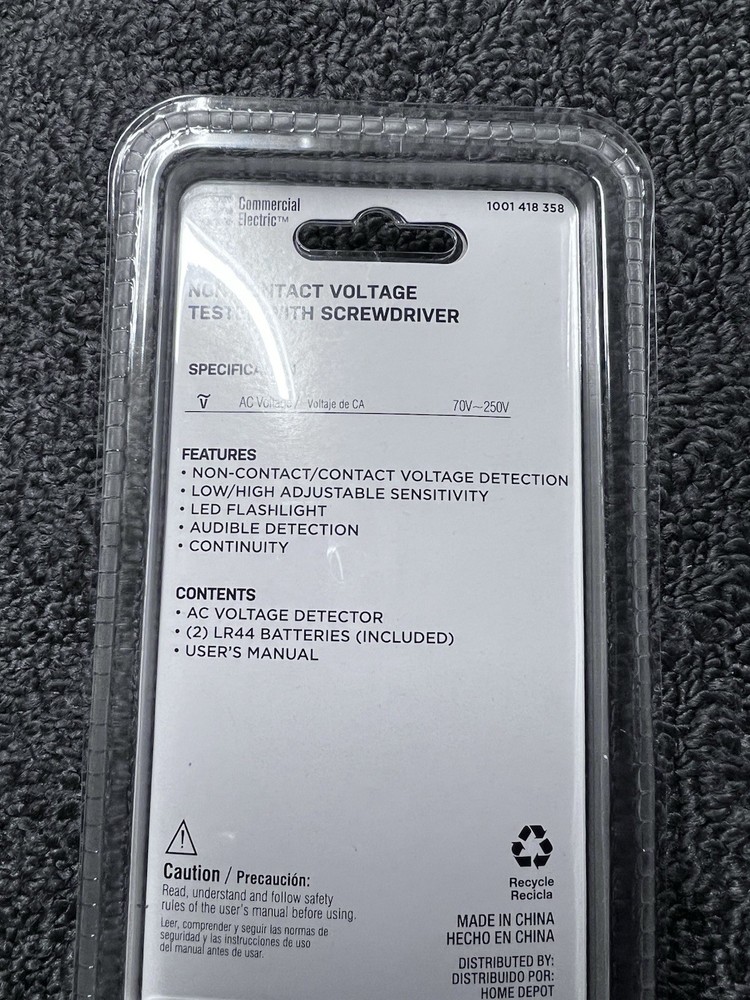 Commercial
Electric™
1001 418 358
NON-CONTACT VOLTAGE
TESTER WITH SCREWDRIVER
SPECIFICATION
Ṽ AC Voltage / Voltaje de CA 70V~250V
FEATURES
• NON-CONTACT/CONTACT VOLTAGE DETECTION
• LOW/HIGH ADJUSTABLE SENSITIVITY
• LED FLASHLIGHT
• AUDIBLE DETECTION
• CONTINUITY
CONTENTS
• AC VOLTAGE DETECTOR
• (2) LR44 BATTERIES (INCLUDED)
• USER'S MANUAL
Caution / Precaución:
Read, understand and follow safety
rules of the user's manual before using.
Leer, comprender y seguir las normas de
seguridad y las instrucciones de uso
del manual antes de usar.
Recycle
Recicla
MADE IN CHINA
HECHO EN CHINA
DISTRIBUTED BY:
DISTRIBUIDO POR:
HOME DEPOT